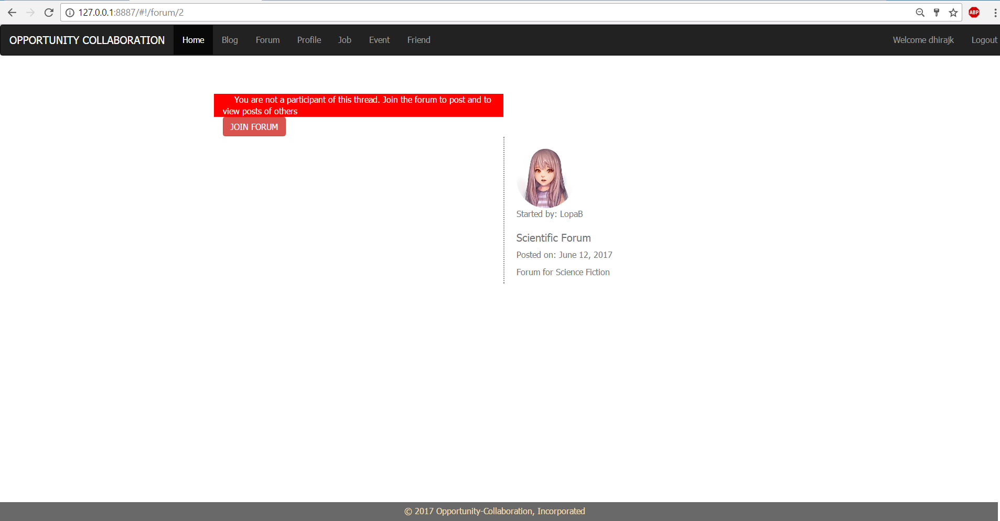 127.0.0.1:8887/#!/forum/2
ABP
OPPORTUNITY COLLABORATION Home Blog Forum Profile Job Event Friend Welcome dhirajk Logout
You are not a participant of this thread. Join the forum to post and to
view posts of others
JOIN FORUM
Started by: LopaB
Scientific Forum
Posted on: June 12, 2017
Forum for Science Fiction
© 2017 Opportunity-Collaboration, Incorporated